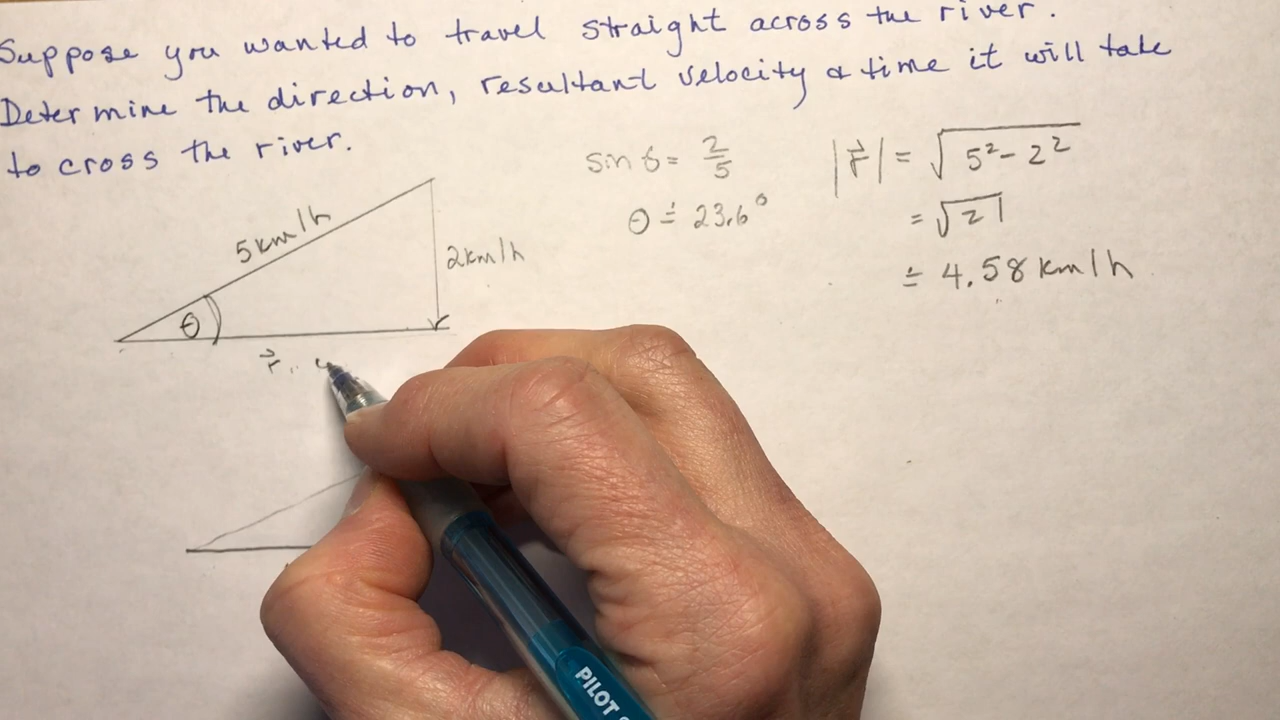 Suppose you wanted to travel straight across the river.
Determine the direction, resultant velocity & time it will take
to cross the river.
sin θ = 2/5
θ ≐ 23.6°
|r⃗| = √(5² - 2²)
= √21
≐ 4.58 km/h
5 km/h
2 km/h
θ
r⃗
PILOT